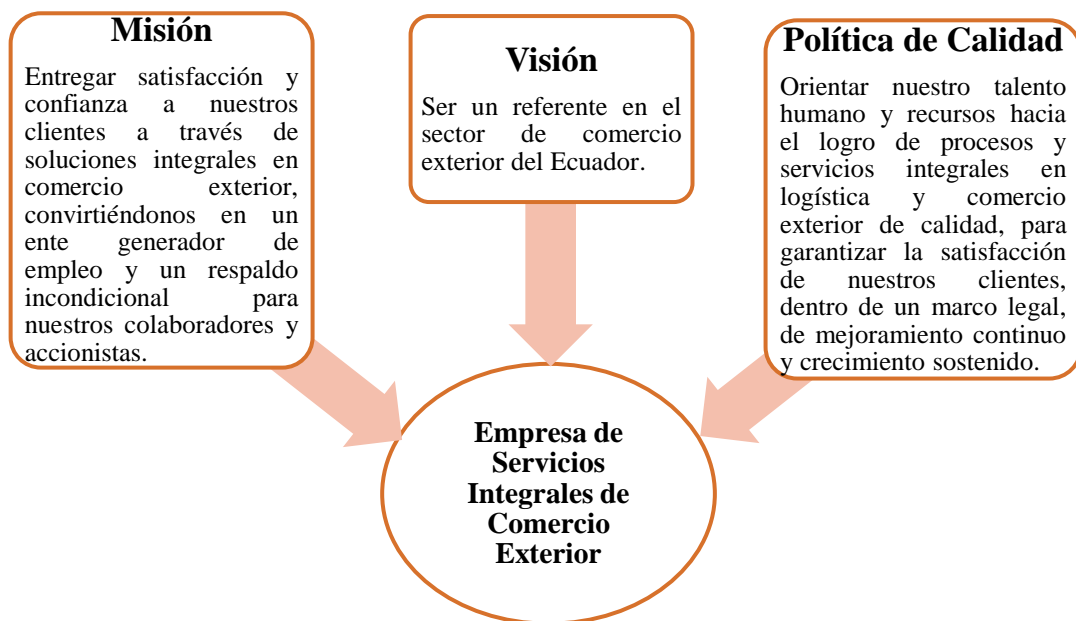 Misión
Entregar satisfacción y
confianza a nuestros
clientes a través de
soluciones integrales en
comercio exterior,
convirtiéndonos en un
ente generador de
empleo y un respaldo
incondicional para
nuestros colaboradores y
accionistas.
Visión
Ser un referente en el
sector de comercio
exterior del Ecuador.
Política de Calidad
Orientar nuestro talento
humano y recursos hacia
el logro de procesos y
servicios integrales en
logística y comercio
exterior de calidad, para
garantizar la satisfacción
de nuestros clientes,
dentro de un marco legal,
de mejoramiento continuo
y crecimiento sostenido.
Empresa de
Servicios
Integrales de
Comercio
Exterior